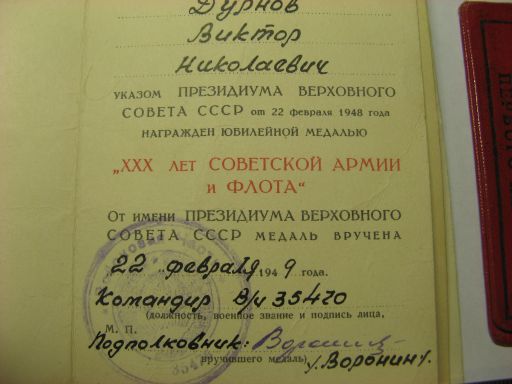 Дурнов
Виктор
Николаевич
УКАЗОМ ПРЕЗИДИУМА ВЕРХОВНОГО
СОВЕТА СССР от 22 февраля 1948 года
НАГРАЖДЕН ЮБИЛЕЙНОЙ МЕДАЛЬЮ
„XXX ЛЕТ СОВЕТСКОЙ АРМИИ
и ФЛОТА“
От имени ПРЕЗИДИУМА ВЕРХОВНОГО
СОВЕТА СССР МЕДАЛЬ ВРУЧЕНА
„22„ февраля 1949 года.
Командир В/Ч 35470
(должность, военное звание и подпись лица,
М. П.
Подполковник:
вручившего медаль)
/Воронин/.